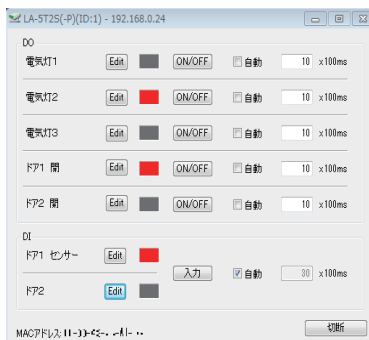 LA-5T2S(-P)(ID:1) - 192.168.0.24
DO
電気灯1 Edit ON/OFF 自動 10 x100ms
電気灯2 Edit ON/OFF 自動 10 x100ms
電気灯3 Edit ON/OFF 自動 10 x100ms
ドア1 開 Edit ON/OFF 自動 10 x100ms
ドア2 開 Edit ON/OFF 自動 10 x100ms
DI
ドア1 センサー Edit
入力 自動 30 x100ms
ドア2 Edit
MACアドレス:
切断